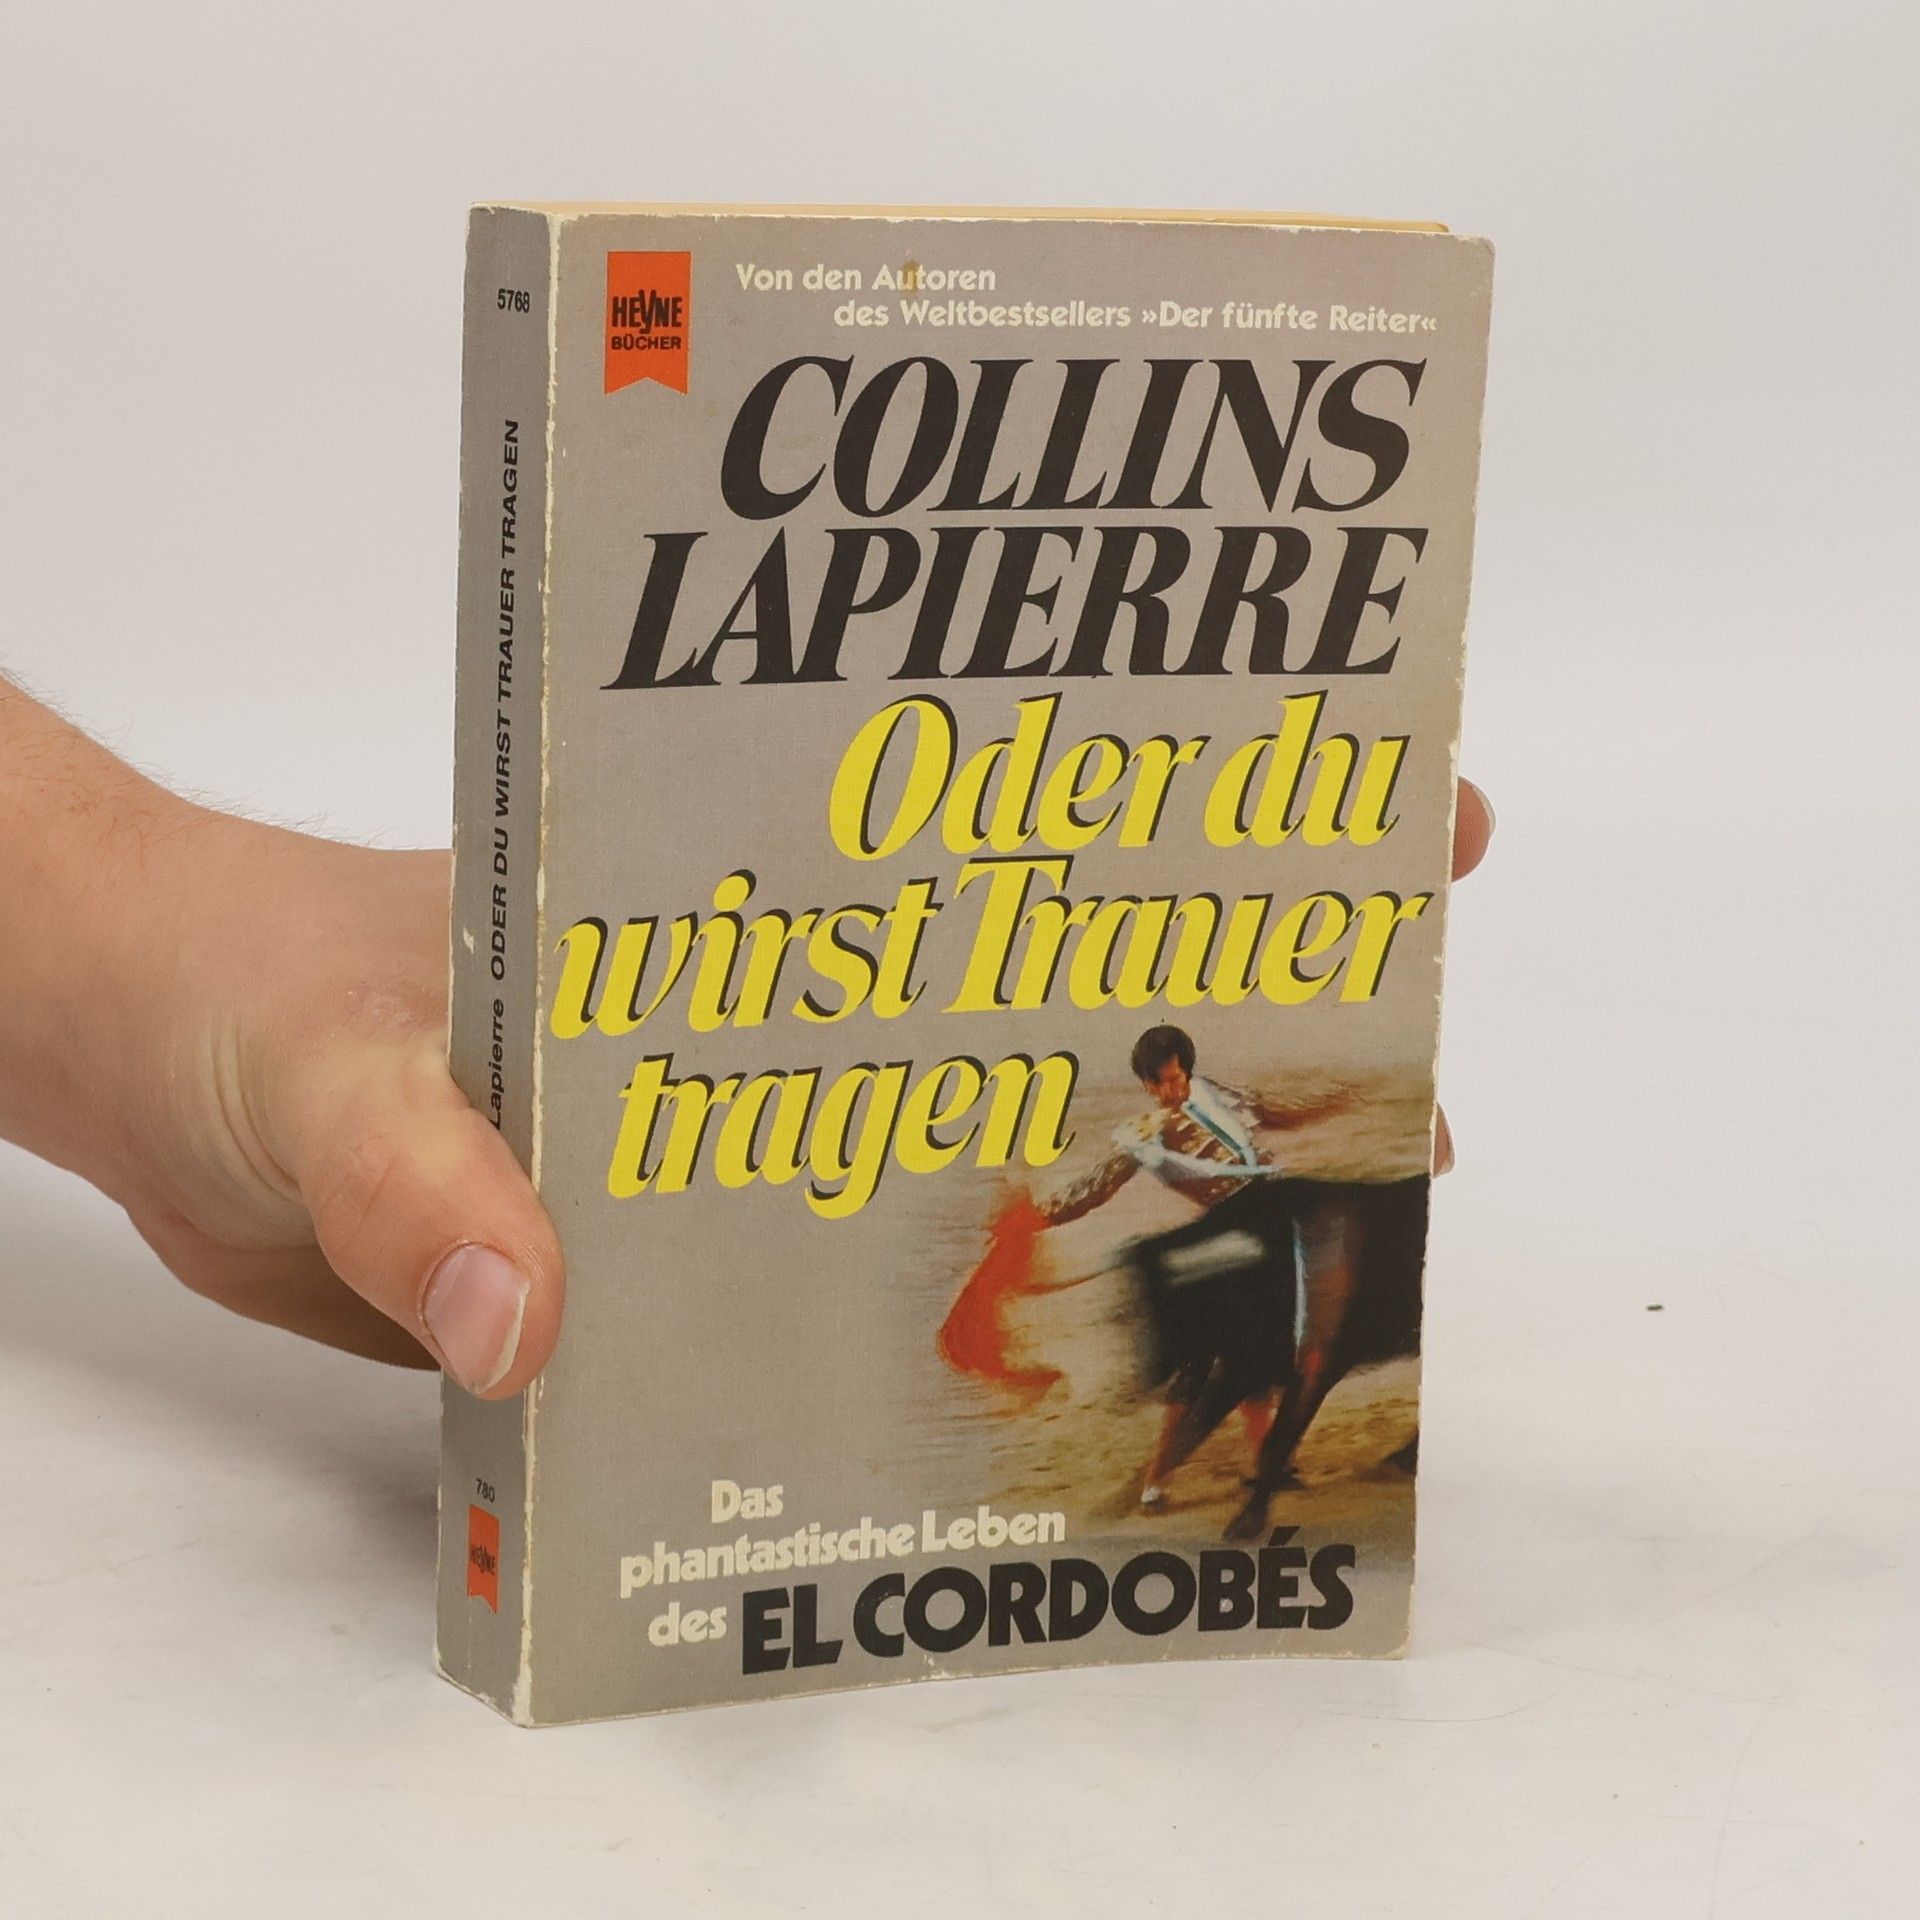 5768
Lapierre ODER DU WIRST TRAUER TRAGEN
780
HEYNE
HEYNE
BÜCHER
Von den Autoren
des Weltbestsellers »Der fünfte Reiter«
COLLINS
LAPIERRE
Oder du
wirst Trauer
tragen
Das
phantastische Leben
des EL CORDOBÉS